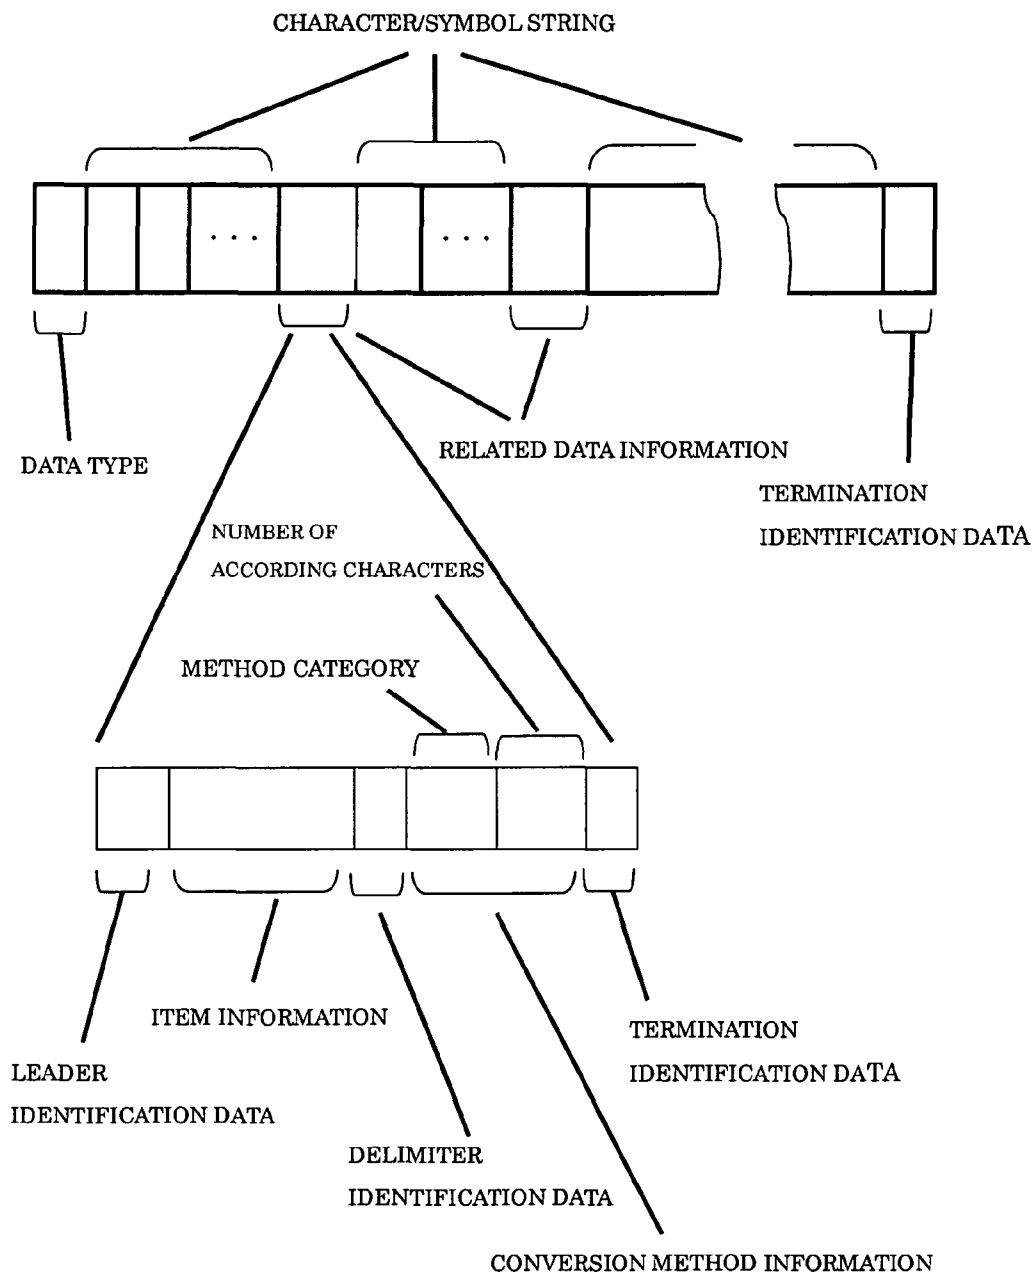 CHARACTER/SYMBOL STRING
. . .
. . .
RELATED DATA INFORMATION
DATA TYPE
TERMINATION
IDENTIFICATION DATA
NUMBER OF
ACCORDING CHARACTERS
METHOD CATEGORY
ITEM INFORMATION
TERMINATION
IDENTIFICATION DATA
LEADER
IDENTIFICATION DATA
DELIMITER
IDENTIFICATION DATA
CONVERSION METHOD INFORMATION